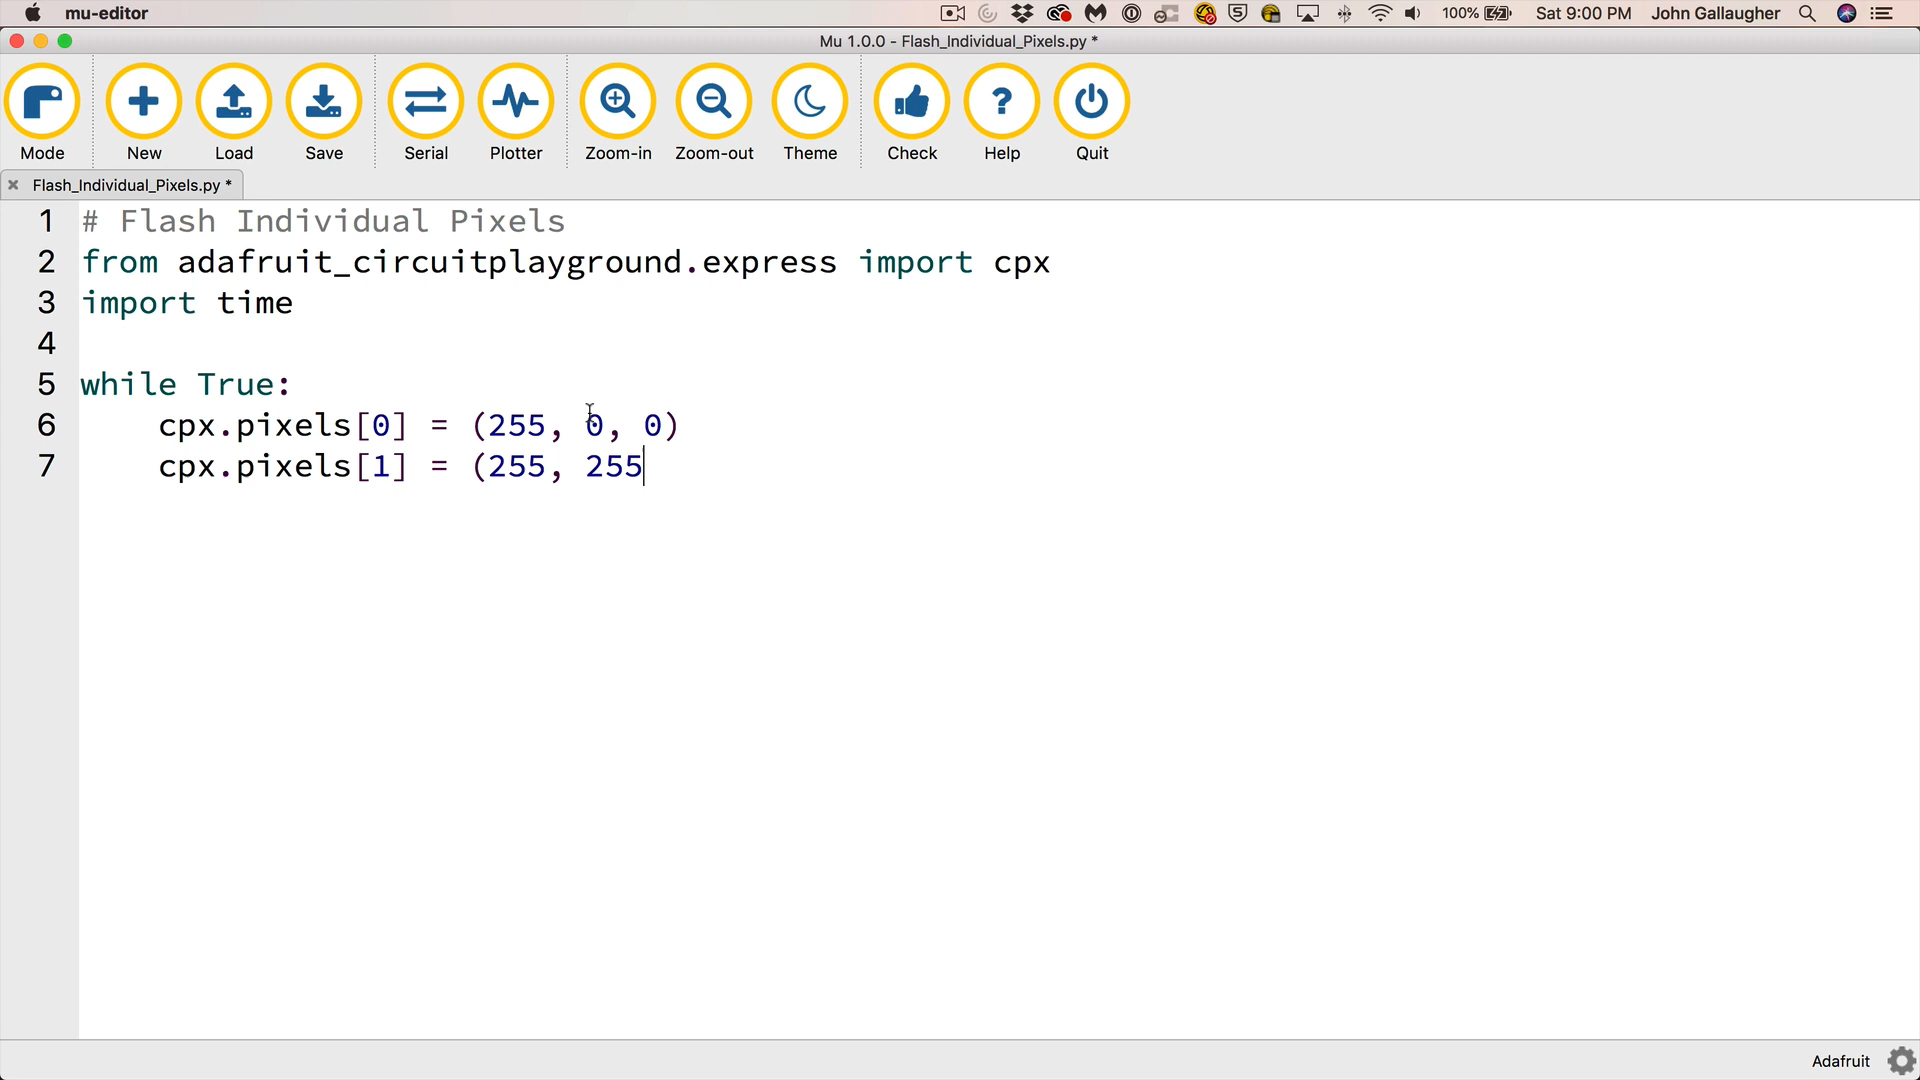 mu-editor 100% Sat 9:00 PM John Gallaugher
Mu 1.0.0 - Flash_Individual_Pixels.py *
Mode New Load Save Serial Plotter Zoom-in Zoom-out Theme Check Help Quit
Flash_Individual_Pixels.py *
1 # Flash Individual Pixels
2 from adafruit_circuitplayground.express import cpx
3 import time
4
5 while True:
6 cpx.pixels[0] = (255, 0, 0)
7 cpx.pixels[1] = (255, 255
Adafruit